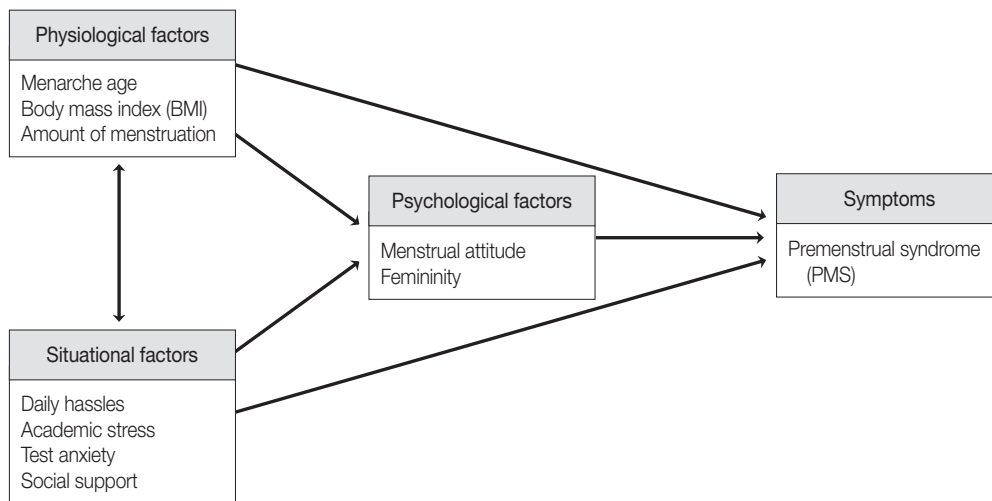 Physiological factors
Menarche age
Body mass index (BMI)
Amount of menstruation
Psychological factors
Menstrual attitude
Femininity
Symptoms
Premenstrual syndrome
(PMS)
Situational factors
Daily hassles
Academic stress
Test anxiety
Social support